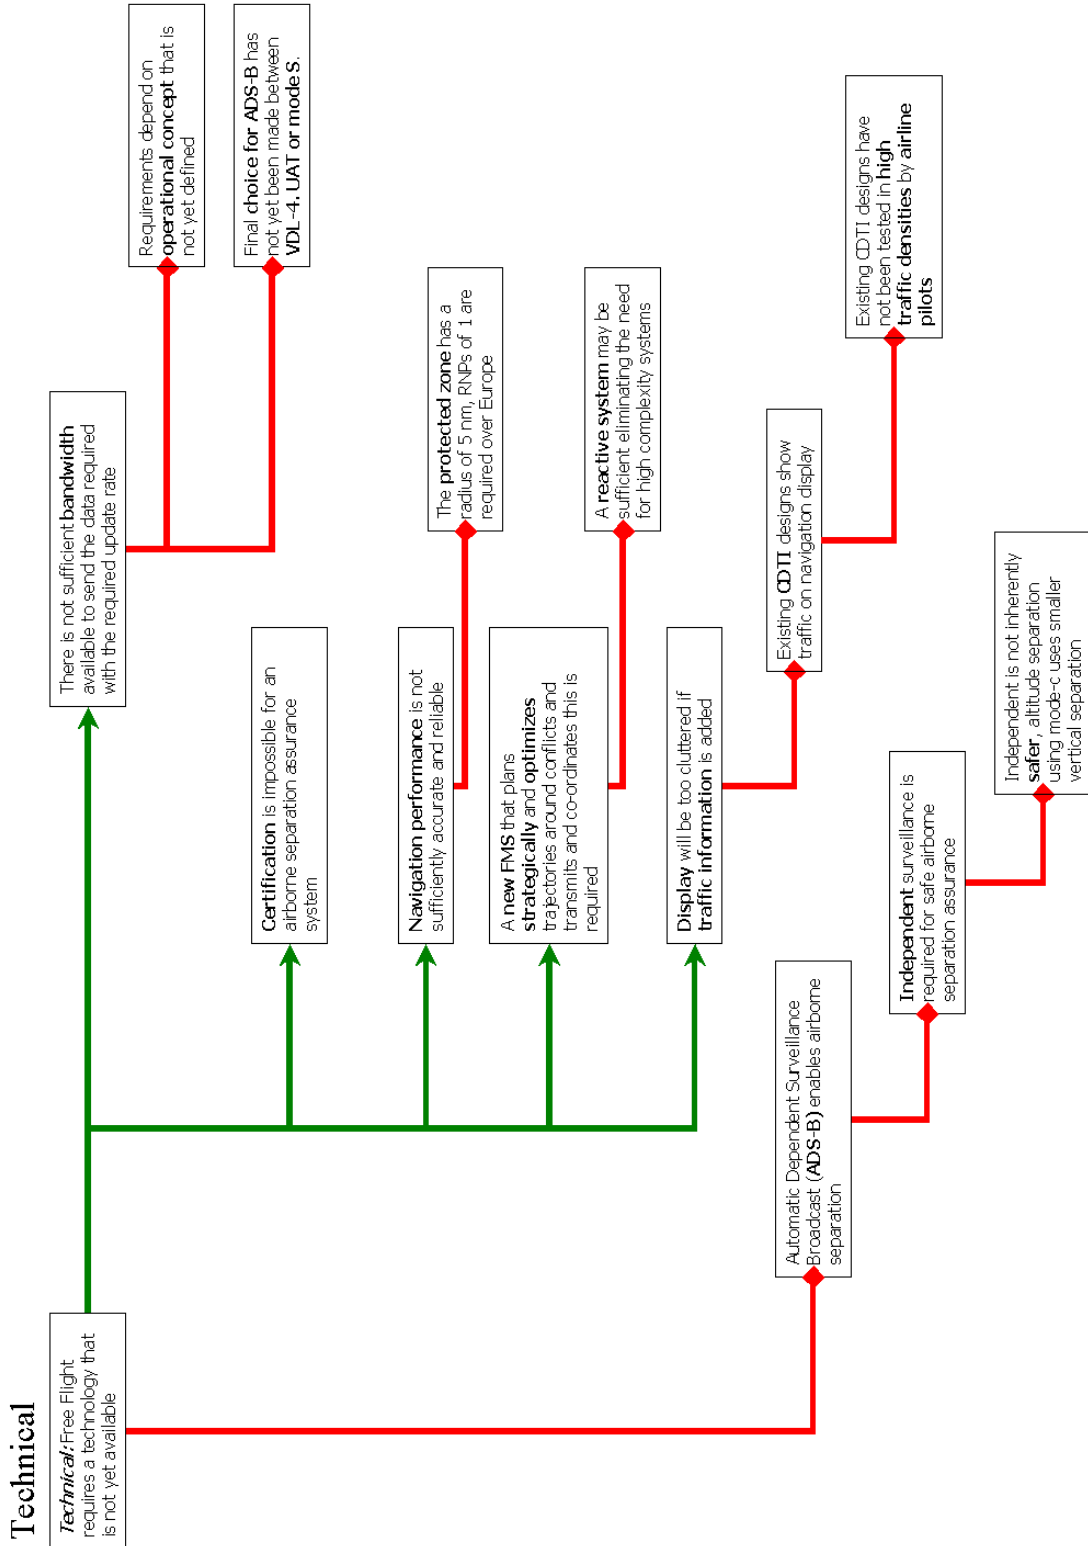 Technical
Technical: Free Flight
requires a technology that
is not yet available
There is not sufficient bandwidth
available to send the data required
with the required update rate
Requirements depend on
operational concept that is
not yet defined
Final choice for ADS-B has
not yet been made between
VDL-4, UAT or mode S.
Certification is impossible for an
airborne separation assurance
system
Navigation performance is not
sufficiently accurate and reliable
The protected zone has a
radius of 5 nm, RNPs of 1 are
required over Europe
A new FMS that plans
strategically and optimizes
trajectories around conflicts and
transmits and co-ordinates this is
required
A reactive system may be
sufficient eliminating the need
for high complexity systems
Display will be too cluttered if
traffic information is added
Existing CDTI designs show
traffic on navigation display
Existing CDTI designs have
not been tested in high
traffic densities by airline
pilots
Automatic Dependent Surveillance
Broadcast (ADS-B) enables airborne
separation
Independent surveillance is
required for safe airborne
separation assurance
Independent is not inherently
safer, altitude separation
using mode-c uses smaller
vertical separation